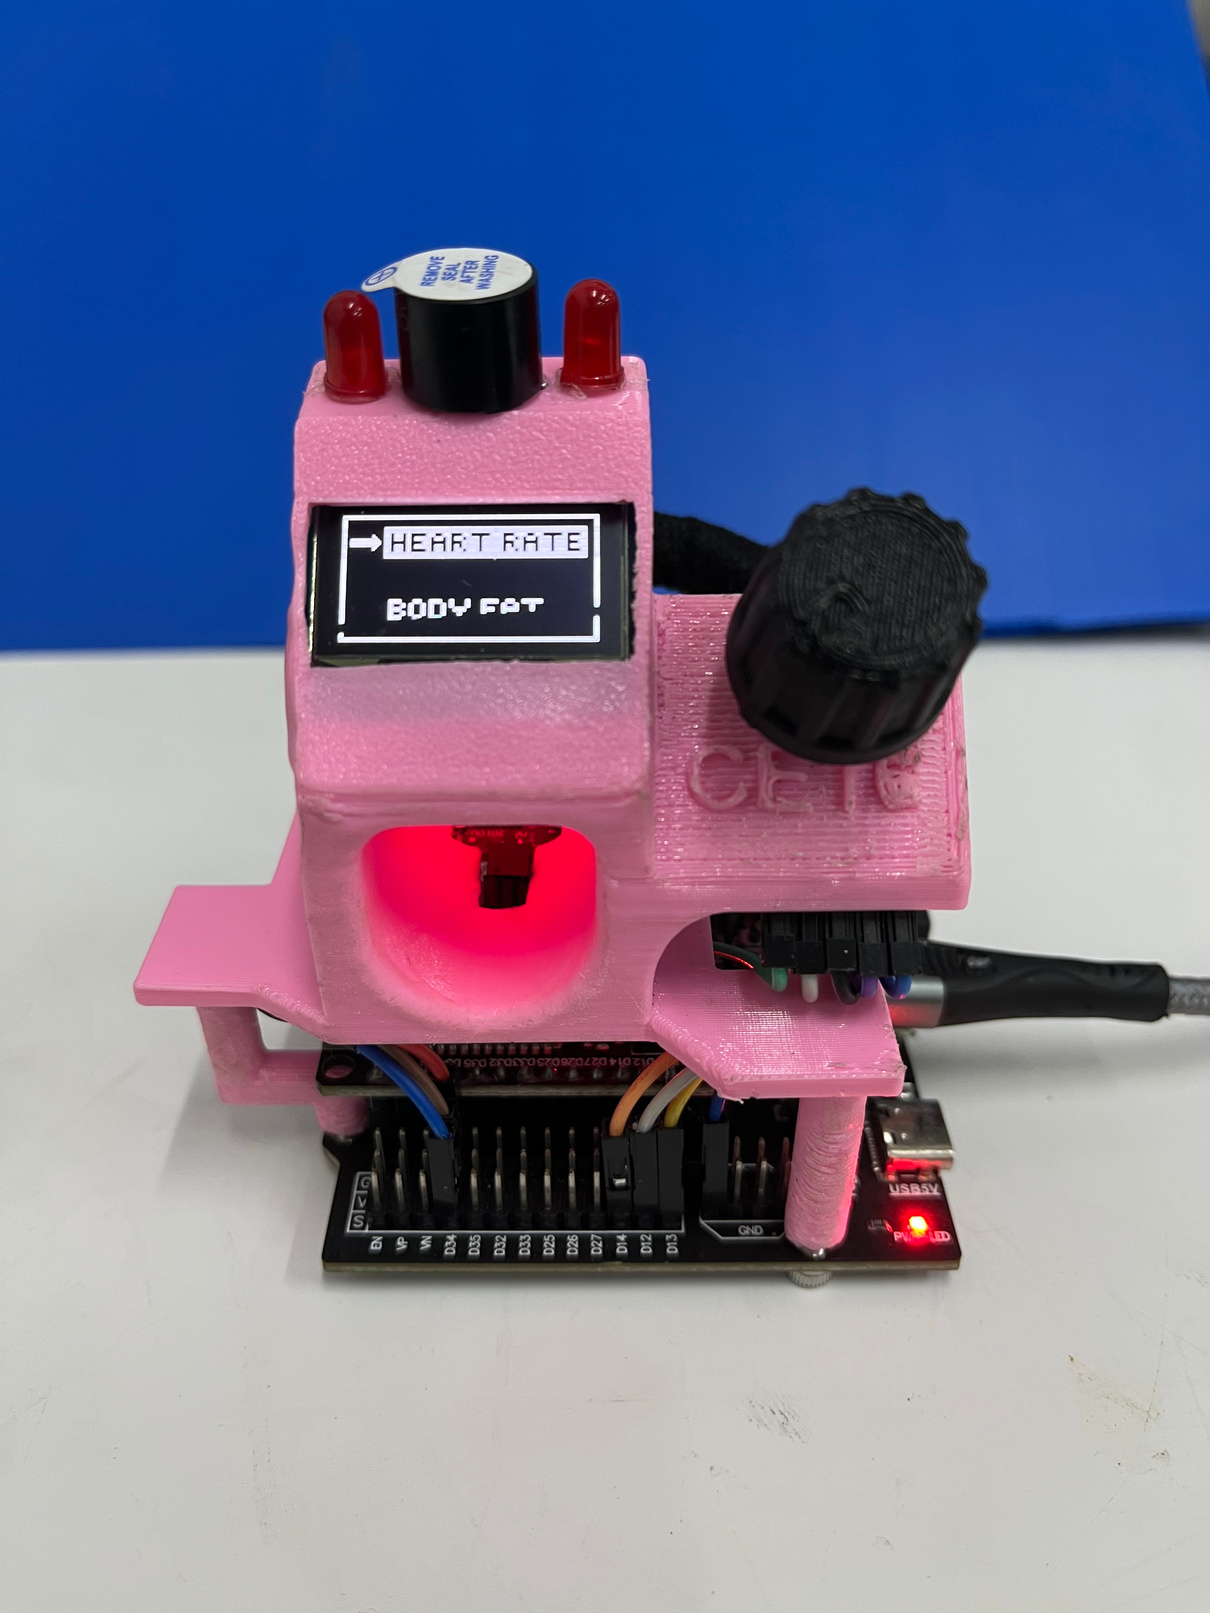 REMOVE
SEAL
AFTER
WASHING
HEART RATE
BODY FAT
G
V
S
EN
VP
VN
D34
D35
D32
D33
D25
D26
D27
D14
D12
D13
GND
USB5V